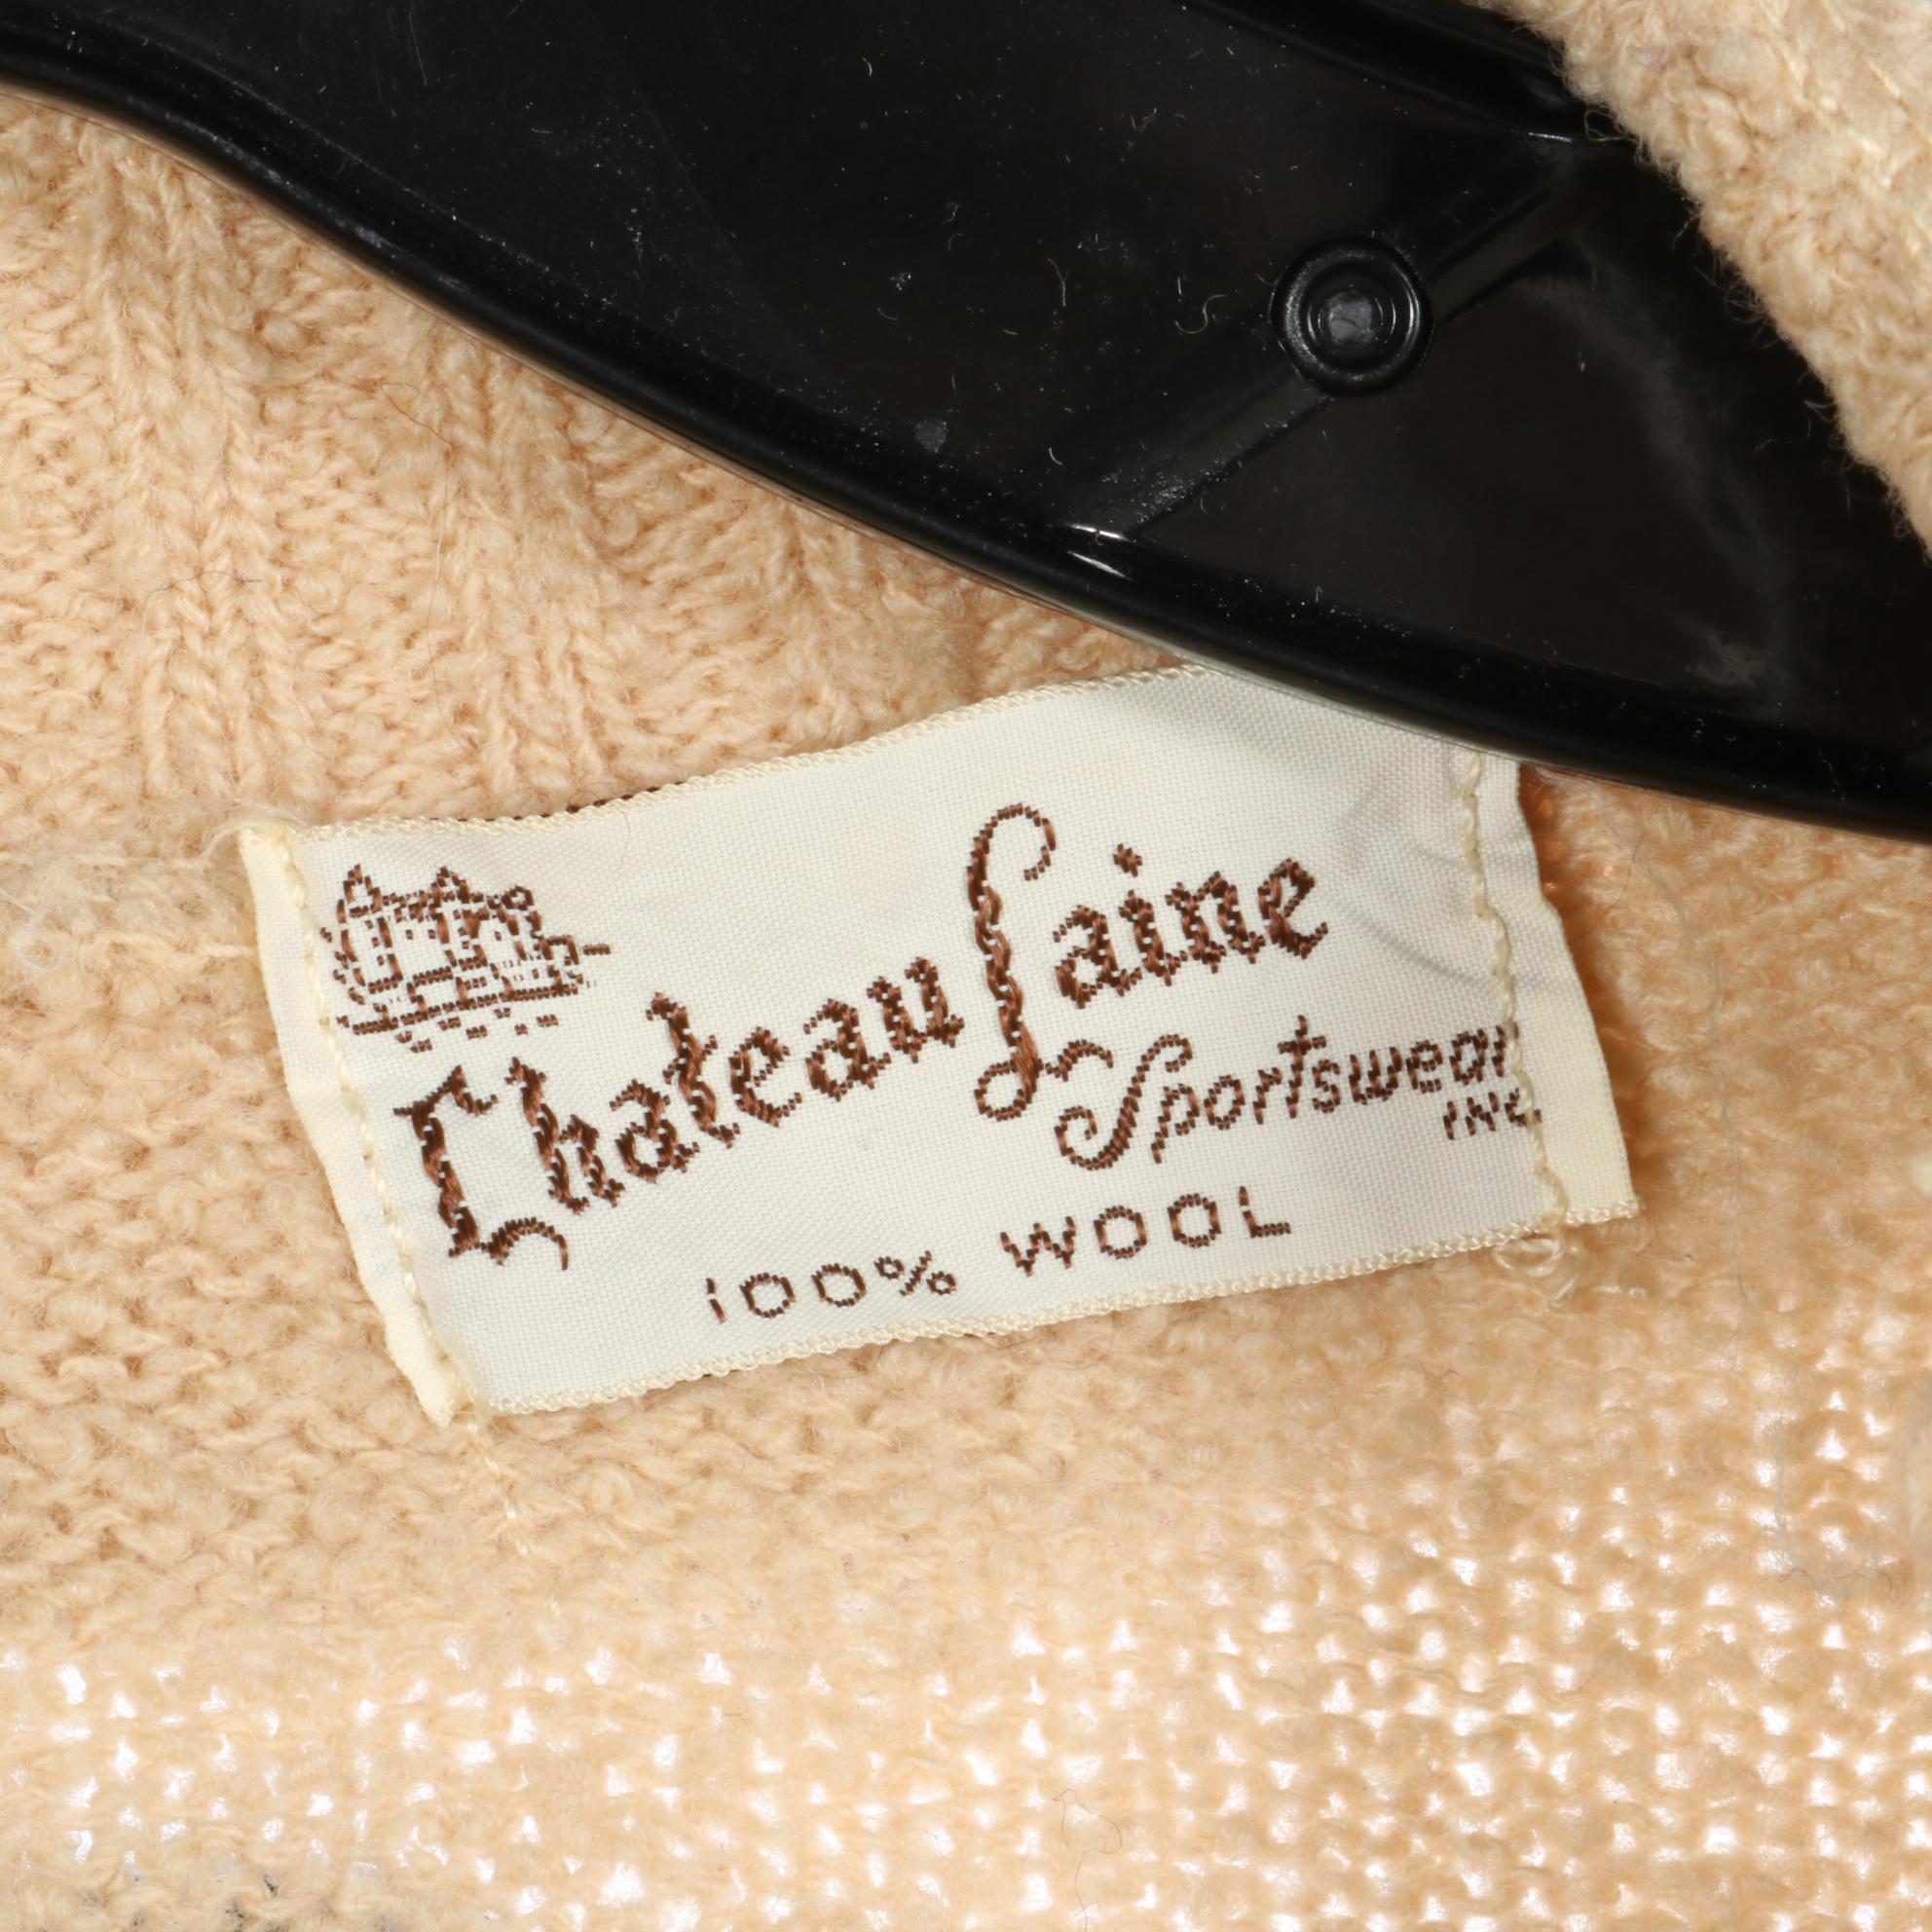 Chateau Laine
Sportswear
INC
100% WOOL